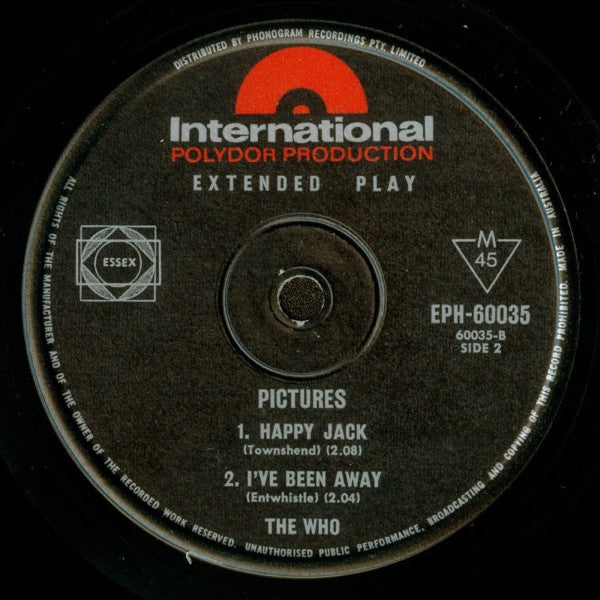 DISTRIBUTED BY PHONOGRAM RECORDINGS PTY. LIMITED
International
POLYDOR PRODUCTION
EXTENDED PLAY
ESSEX
M
45
EPH-60035
60035-B
SIDE 2
PICTURES
1. HAPPY JACK
(Townshend) (2.08)
2. I'VE BEEN AWAY
(Entwhistle) (2.04)
THE WHO
ALL RIGHTS OF THE MANUFACTURER AND OF THE OWNER OF THE RECORDED WORK RESERVED. UNAUTHORISED PUBLIC PERFORMANCE, BROADCASTING AND COPYING OF THIS RECORD PROHIBITED. MADE IN AUSTRALIA